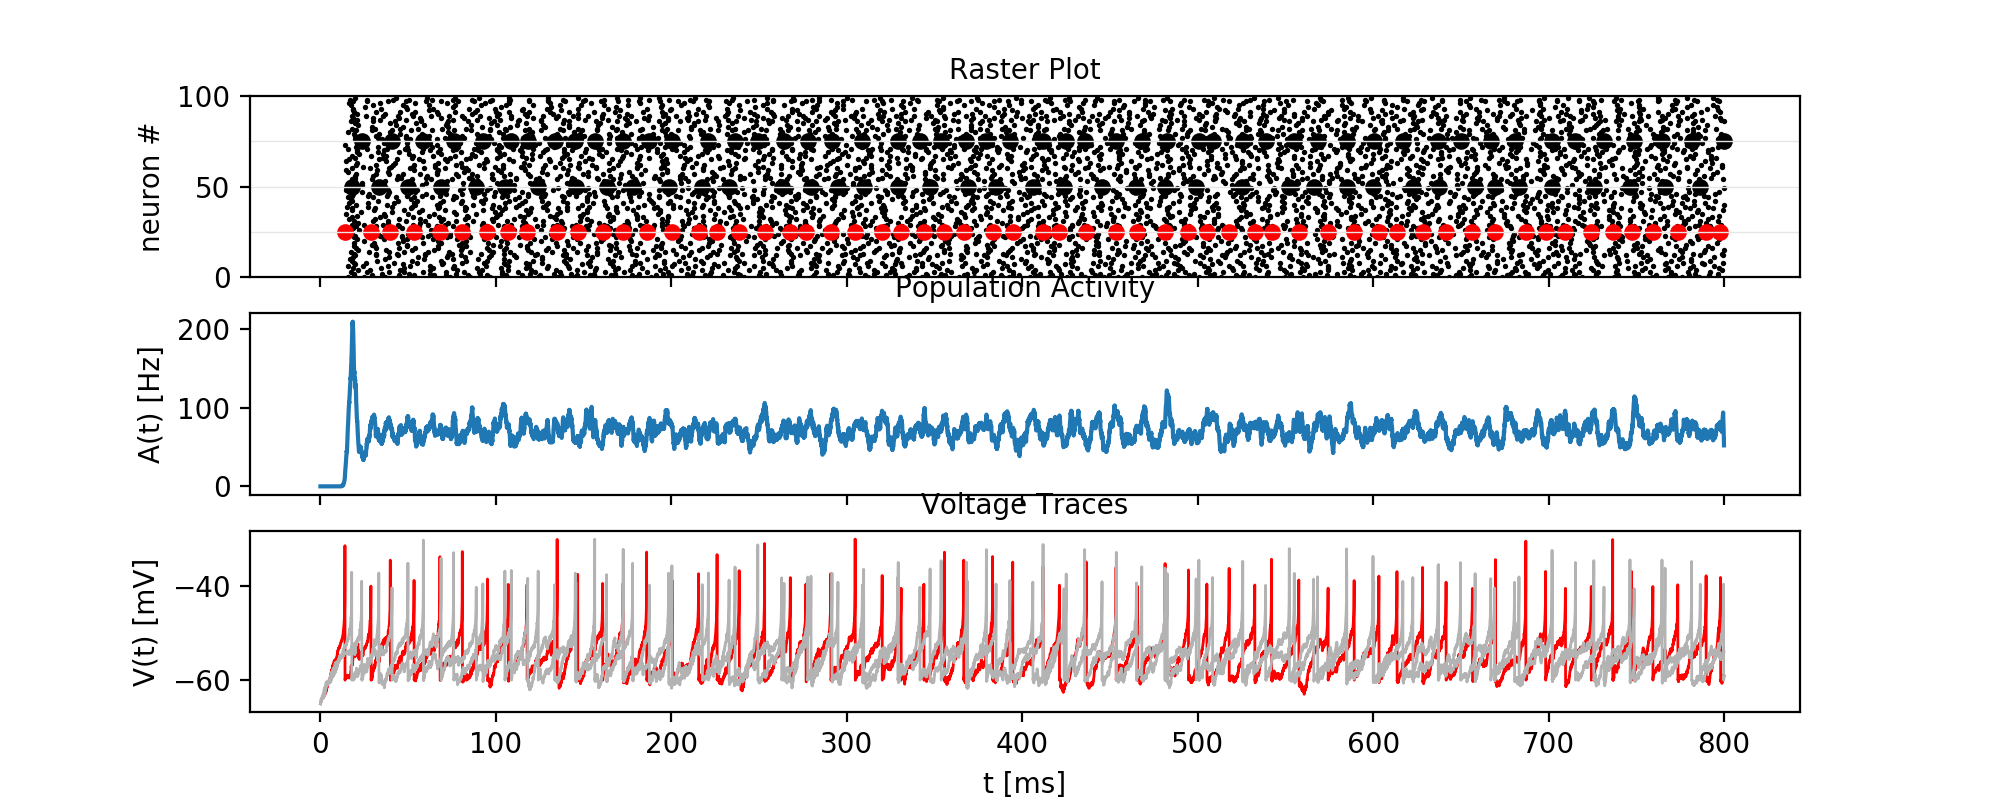 Raster Plot
100
50
0
neuron #
Population Activity
200
100
0
A(t) [Hz]
Voltage Traces
−40
−60
V(t) [mV]
0 100 200 300 400 500 600 700 800
t [ms]